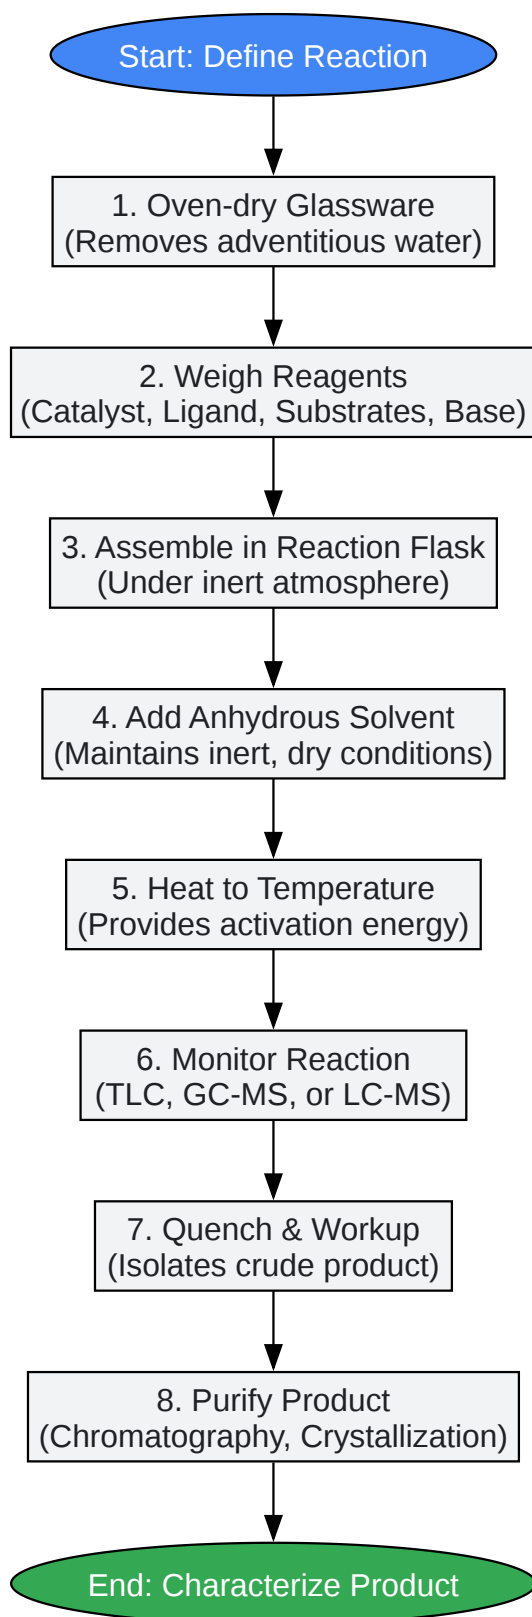 Start: Define Reaction
1. Oven-dry Glassware
(Removes adventitious water)
2. Weigh Reagents
(Catalyst, Ligand, Substrates, Base)
3. Assemble in Reaction Flask
(Under inert atmosphere)
4. Add Anhydrous Solvent
(Maintains inert, dry conditions)
5. Heat to Temperature
(Provides activation energy)
6. Monitor Reaction
(TLC, GC-MS, or LC-MS)
7. Quench & Workup
(Isolates crude product)
8. Purify Product
(Chromatography, Crystallization)
End: Characterize Product